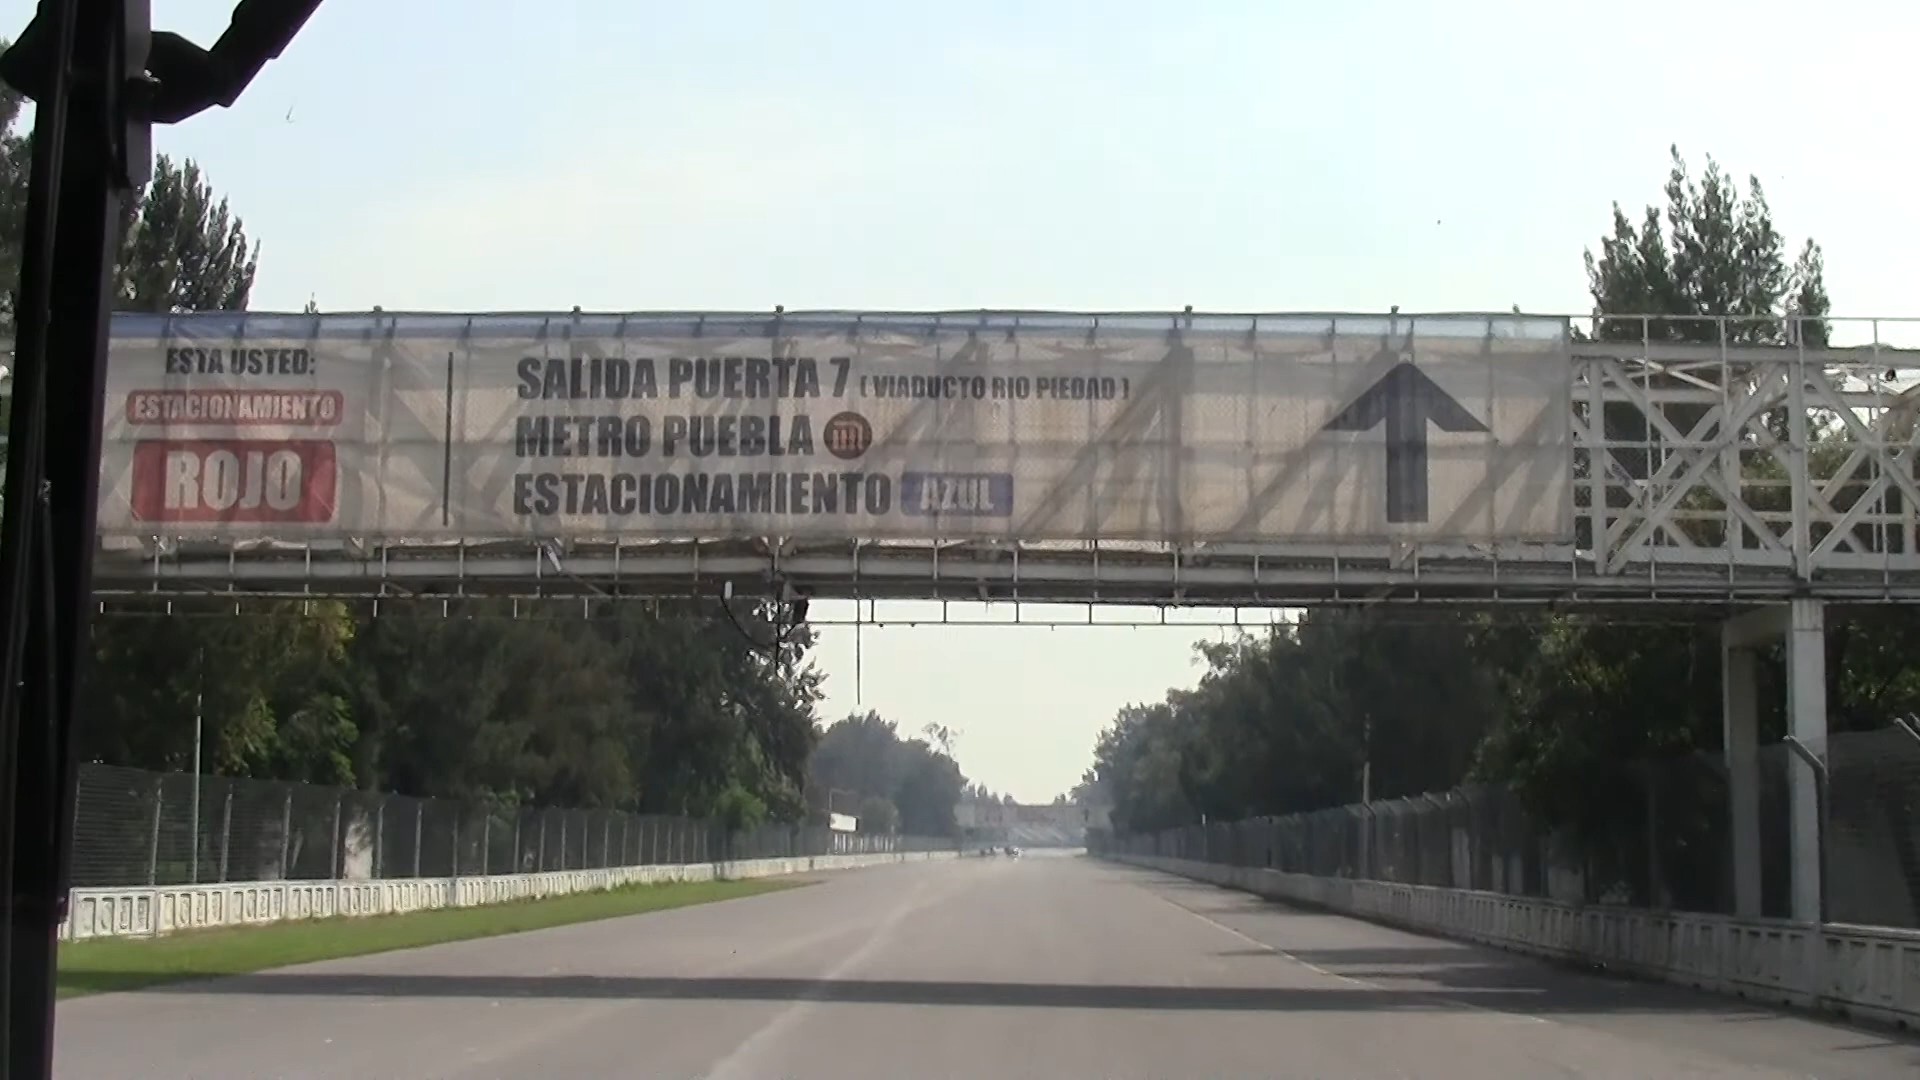 ESTA USTED:
ESTACIONAMIENTO
ROJO
SALIDA PUERTA 7 ( VIADUCTO RIO PIEDAD )
METRO PUEBLA
ESTACIONAMIENTO AZUL